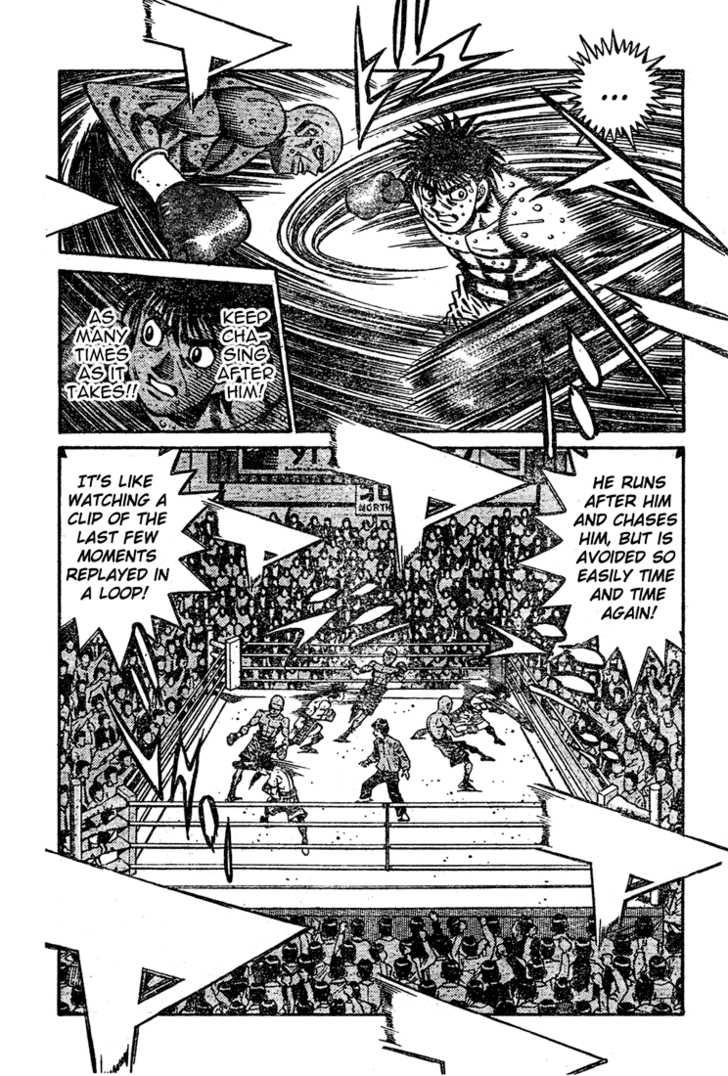 ...
KEEP
CHA-
SING
AFTER
HIM!
AS
MANY
TIMES
AS IT
TAKES!!
HE RUNS
AFTER HIM
AND CHASES
HIM, BUT IS
AVOIDED SO
EASILY TIME
AND TIME
AGAIN!
IT'S LIKE
WATCHING A
CLIP OF THE
LAST FEW
MOMENTS
REPLAYED IN
A LOOP!
NORTH